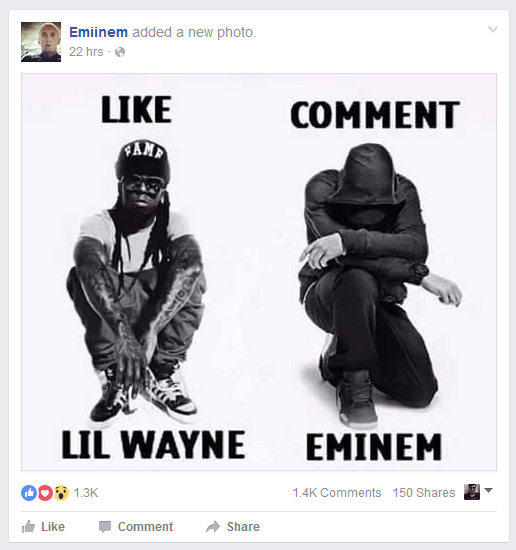 Emiinem added a new photo.
22 hrs ·
LIKE COMMENT
FAME
LIL WAYNE EMINEM
1.3K 1.4K Comments 150 Shares
Like Comment Share